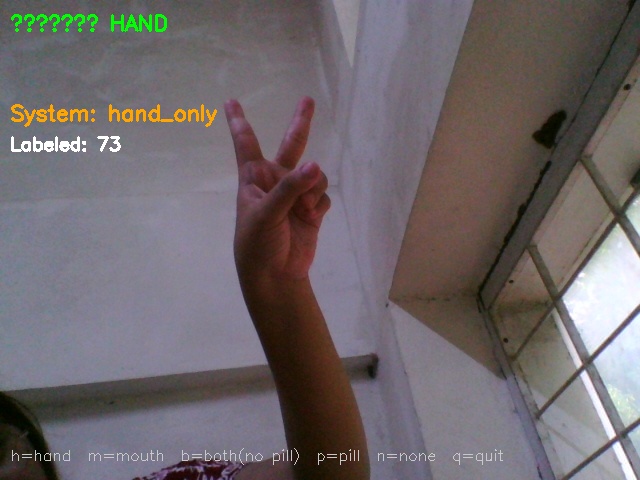 ??????? HAND
System: hand_only
Labeled: 73
h=hand m=mouth b=both(no pill) p=pill n=none q=quit